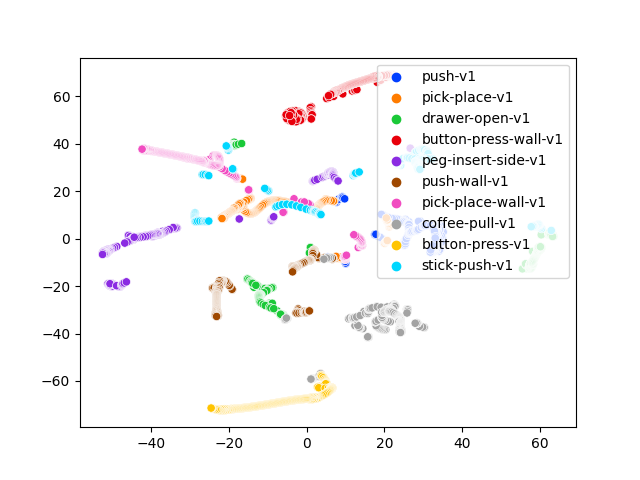 push-v1
pick-place-v1
drawer-open-v1
button-press-wall-v1
peg-insert-side-v1
push-wall-v1
pick-place-wall-v1
coffee-pull-v1
button-press-v1
stick-push-v1
60
40
20
0
−20
−40
−60
−40 −20 0 20 40 60